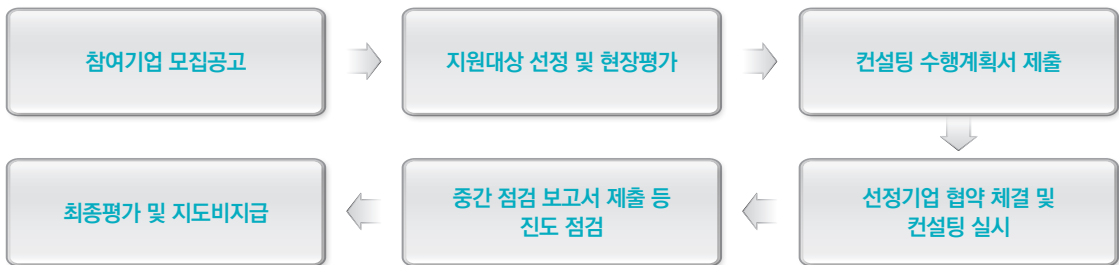 참여기업 모집공고
지원대상 선정 및 현장평가
컨설팅 수행계획서 제출
선정기업 협약 체결 및
컨설팅 실시
중간 점검 보고서 제출 등
진도 점검
최종평가 및 지도비지급